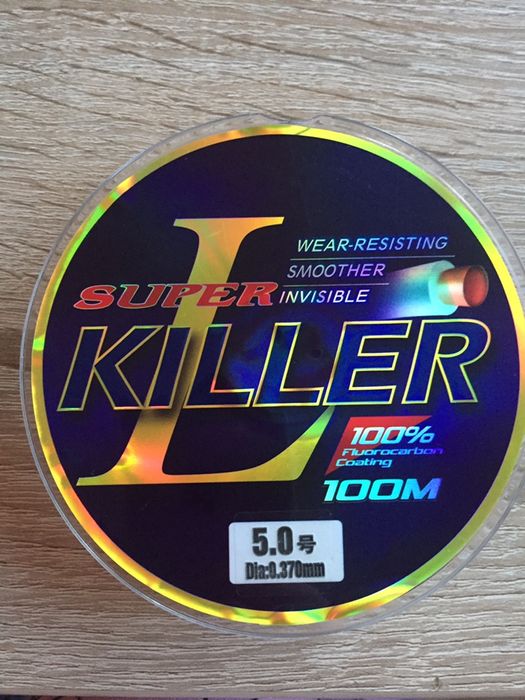 L
WEAR-RESISTING
SMOOTHER
SUPER INVISIBLE
KILLER
100%
Fluorocarbon
Coating
100M
5.0号
Dia:0.370mm